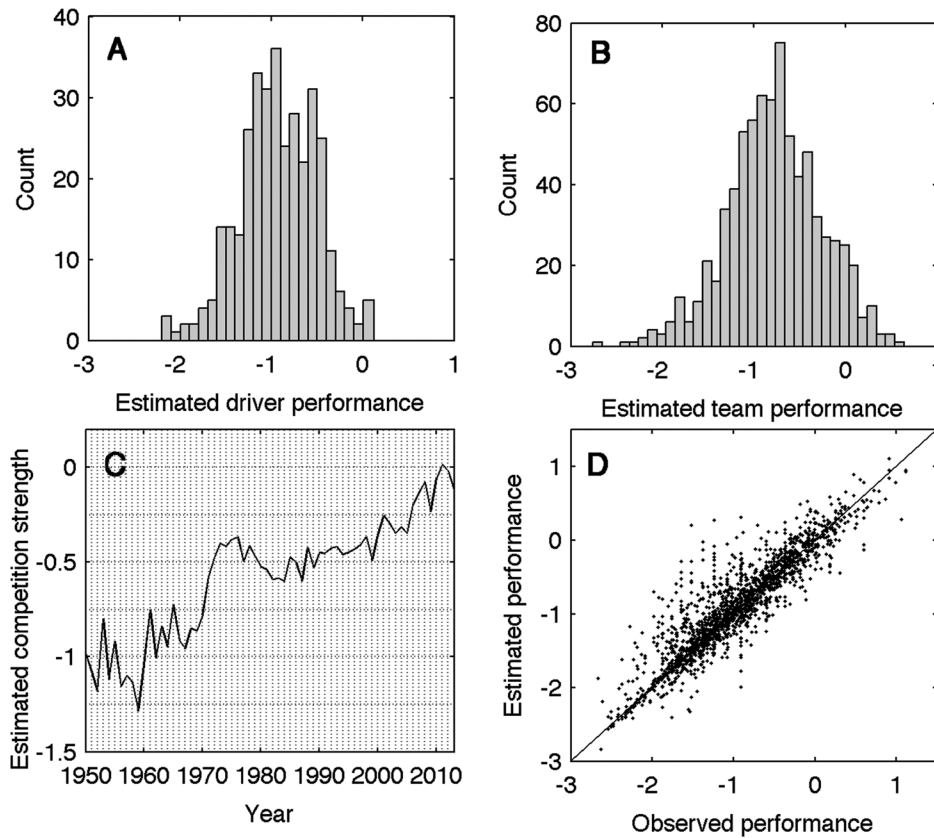 A
Count
40
30
20
10
0
-3 -2 -1 0 1
Estimated driver performance
B
Count
80
60
40
20
0
-3 -2 -1 0
Estimated team performance
C
Estimated competition strength
0
-0.5
-1
-1.5
1950 1960 1970 1980 1990 2000 2010
Year
D
Estimated performance
1
0
-1
-2
-3
-3 -2 -1 0 1
Observed performance